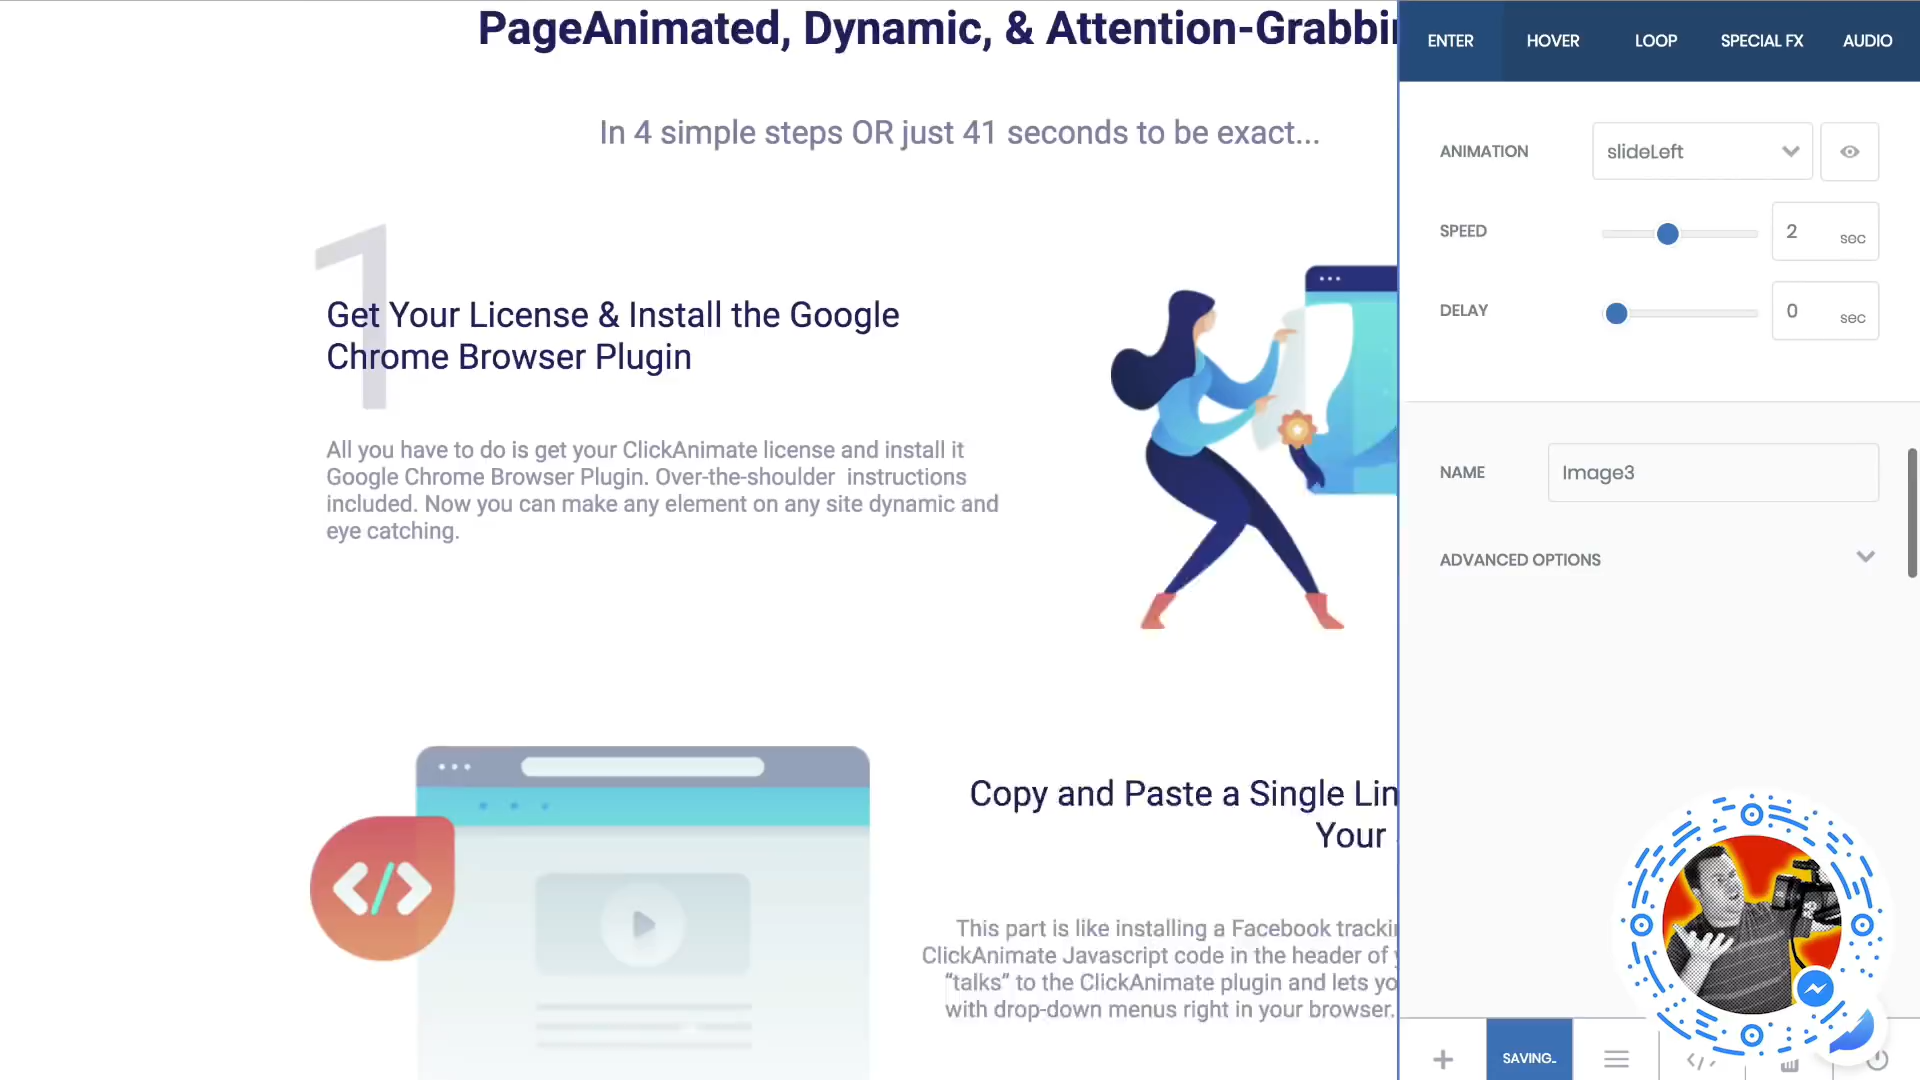 PageAnimated, Dynamic, & Attention-Grabbin
In 4 simple steps OR just 41 seconds to be exact...
1
Get Your License & Install the Google
Chrome Browser Plugin
All you have to do is get your ClickAnimate license and install it
Google Chrome Browser Plugin. Over-the-shoulder instructions
included. Now you can make any element on any site dynamic and
eye catching.
Copy and Paste a Single Lin
Your
This part is like installing a Facebook trackin
ClickAnimate Javascript code in the header of y
“talks” to the ClickAnimate plugin and lets yo
with drop-down menus right in your browser.
ENTER HOVER LOOP SPECIAL FX AUDIO
ANIMATION slideLeft
SPEED 2 sec
DELAY 0 sec
NAME Image3
ADVANCED OPTIONS
SAVING..